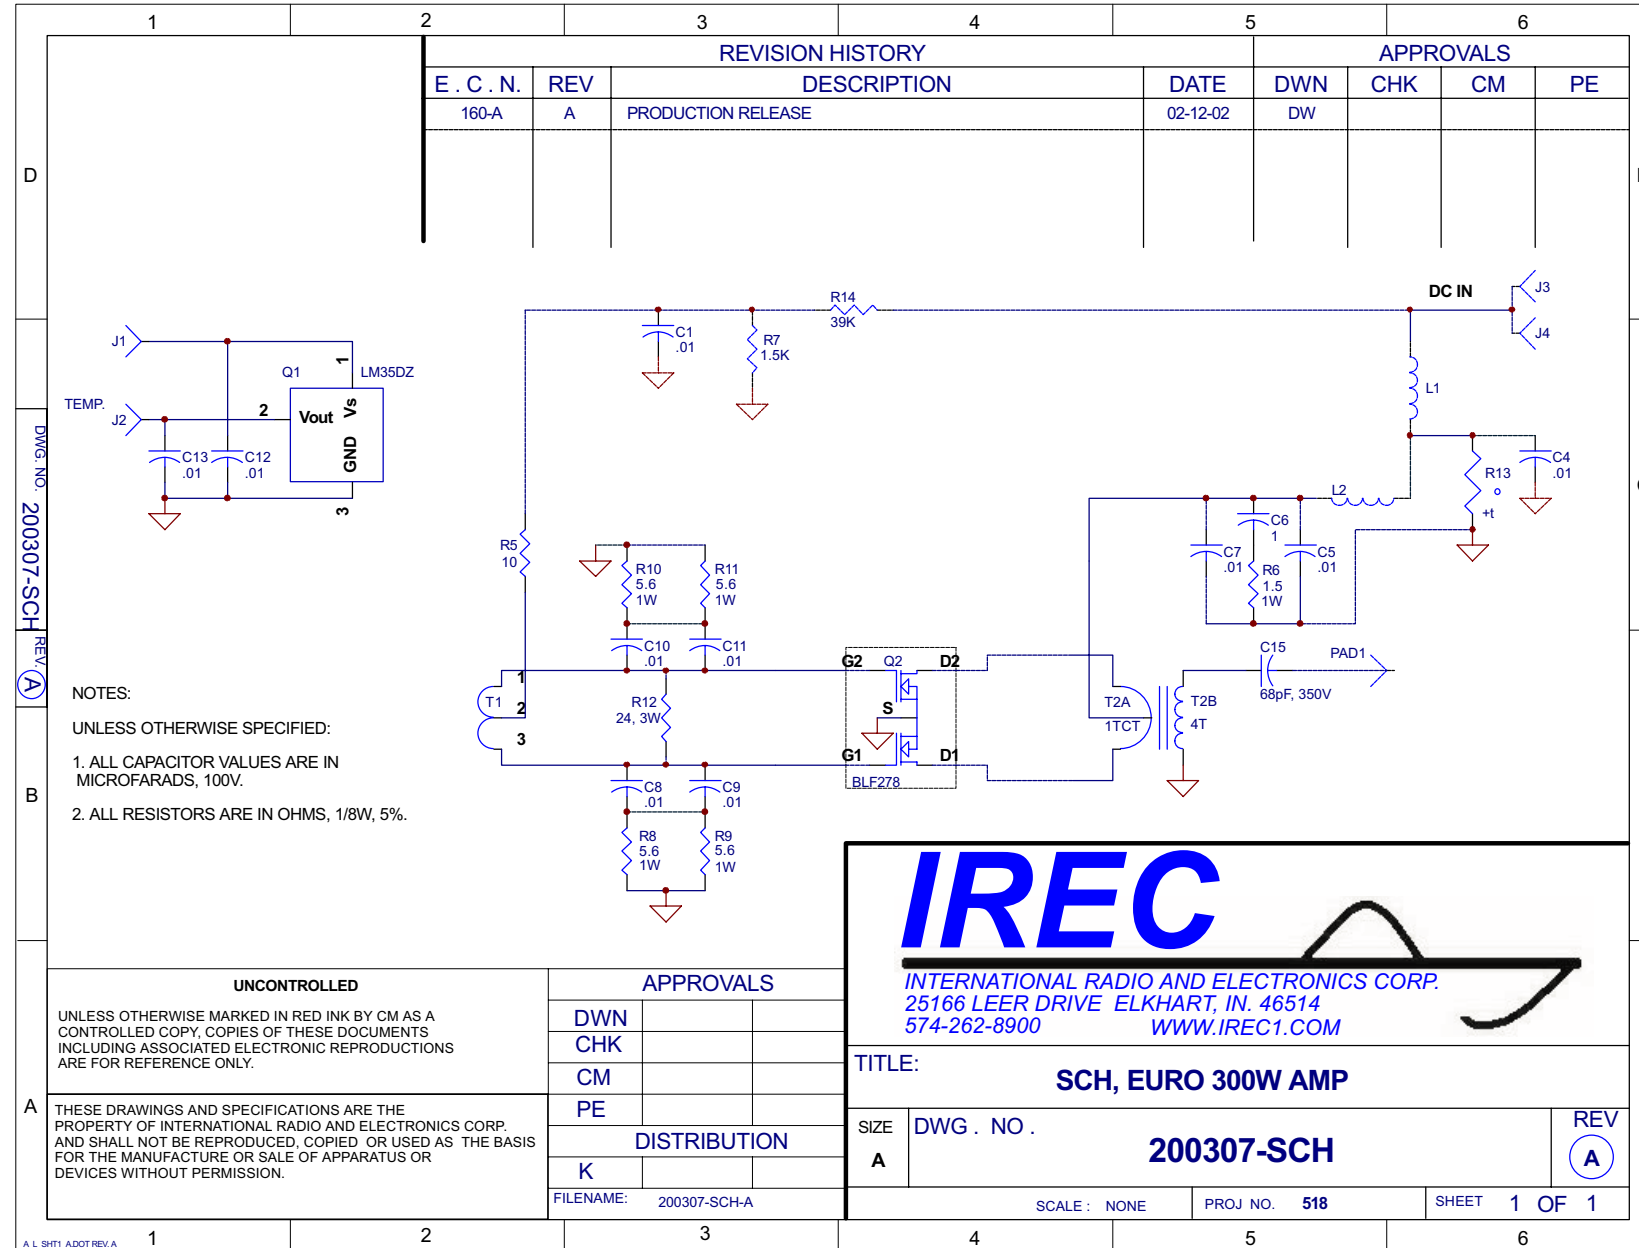 1 2 3 4 5 6
REVISION HISTORY APPROVALS
E . C . N. REV DESCRIPTION DATE DWN CHK CM PE
160-A A PRODUCTION RELEASE 02-12-02 DW
D
DC IN
J3
J4
R14
39K
C1
.01
R7
1.5K
L1
J1
Q1
LM35DZ
1
TEMP.
J2
2
Vout
Vs
GND
3
C13
.01
C12
.01
R13
+t
C4
.01
L2
C7
.01
C6
1
R6
1.5
1W
C5
.01
R5
10
R10
5.6
1W
R11
5.6
1W
C10
.01
C11
.01
T1
1
2
3
R12
24, 3W
G2
Q2
D2
S
G1
D1
BLF278
T2A
1TCT
T2B
4T
C15
68pF, 350V
PAD1
C8
.01
C9
.01
R8
5.6
1W
R9
5.6
1W
DWG. NO. 200307-SCH REV. A
NOTES:
UNLESS OTHERWISE SPECIFIED:
1. ALL CAPACITOR VALUES ARE IN
MICROFARADS, 100V.
2. ALL RESISTORS ARE IN OHMS, 1/8W, 5%.
B
IREC
INTERNATIONAL RADIO AND ELECTRONICS CORP.
25166 LEER DRIVE ELKHART, IN. 46514
574-262-8900 WWW.IREC1.COM
TITLE:
SCH, EURO 300W AMP
SIZE
A
DWG . NO .
200307-SCH
REV
A
SCALE : NONE
PROJ NO. 518
SHEET 1 OF 1
UNCONTROLLED
UNLESS OTHERWISE MARKED IN RED INK BY CM AS A
CONTROLLED COPY, COPIES OF THESE DOCUMENTS
INCLUDING ASSOCIATED ELECTRONIC REPRODUCTIONS
ARE FOR REFERENCE ONLY.
A
THESE DRAWINGS AND SPECIFICATIONS ARE THE
PROPERTY OF INTERNATIONAL RADIO AND ELECTRONICS CORP.
AND SHALL NOT BE REPRODUCED, COPIED OR USED AS THE BASIS
FOR THE MANUFACTURE OR SALE OF APPARATUS OR
DEVICES WITHOUT PERMISSION.
APPROVALS
DWN
CHK
CM
PE
DISTRIBUTION
K
FILENAME: 200307-SCH-A
A_L_SHT1_A.DOT REV. A
1 2 3 4 5 6